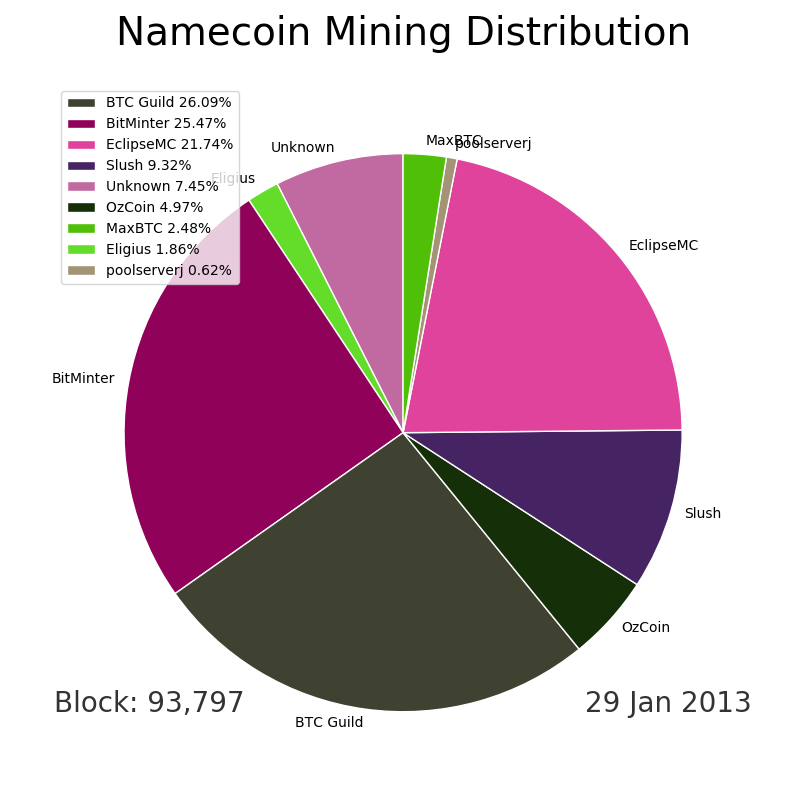 Namecoin Mining Distribution
BTC Guild 26.09%
BitMinter 25.47%
EclipseMC 21.74%
Slush 9.32%
Unknown 7.45%
OzCoin 4.97%
MaxBTC 2.48%
Eligius 1.86%
poolserverj 0.62%
MaxBTC
poolserverj
Unknown
Eligius
EclipseMC
BitMinter
Slush
OzCoin
BTC Guild
Block: 93,797
29 Jan 2013